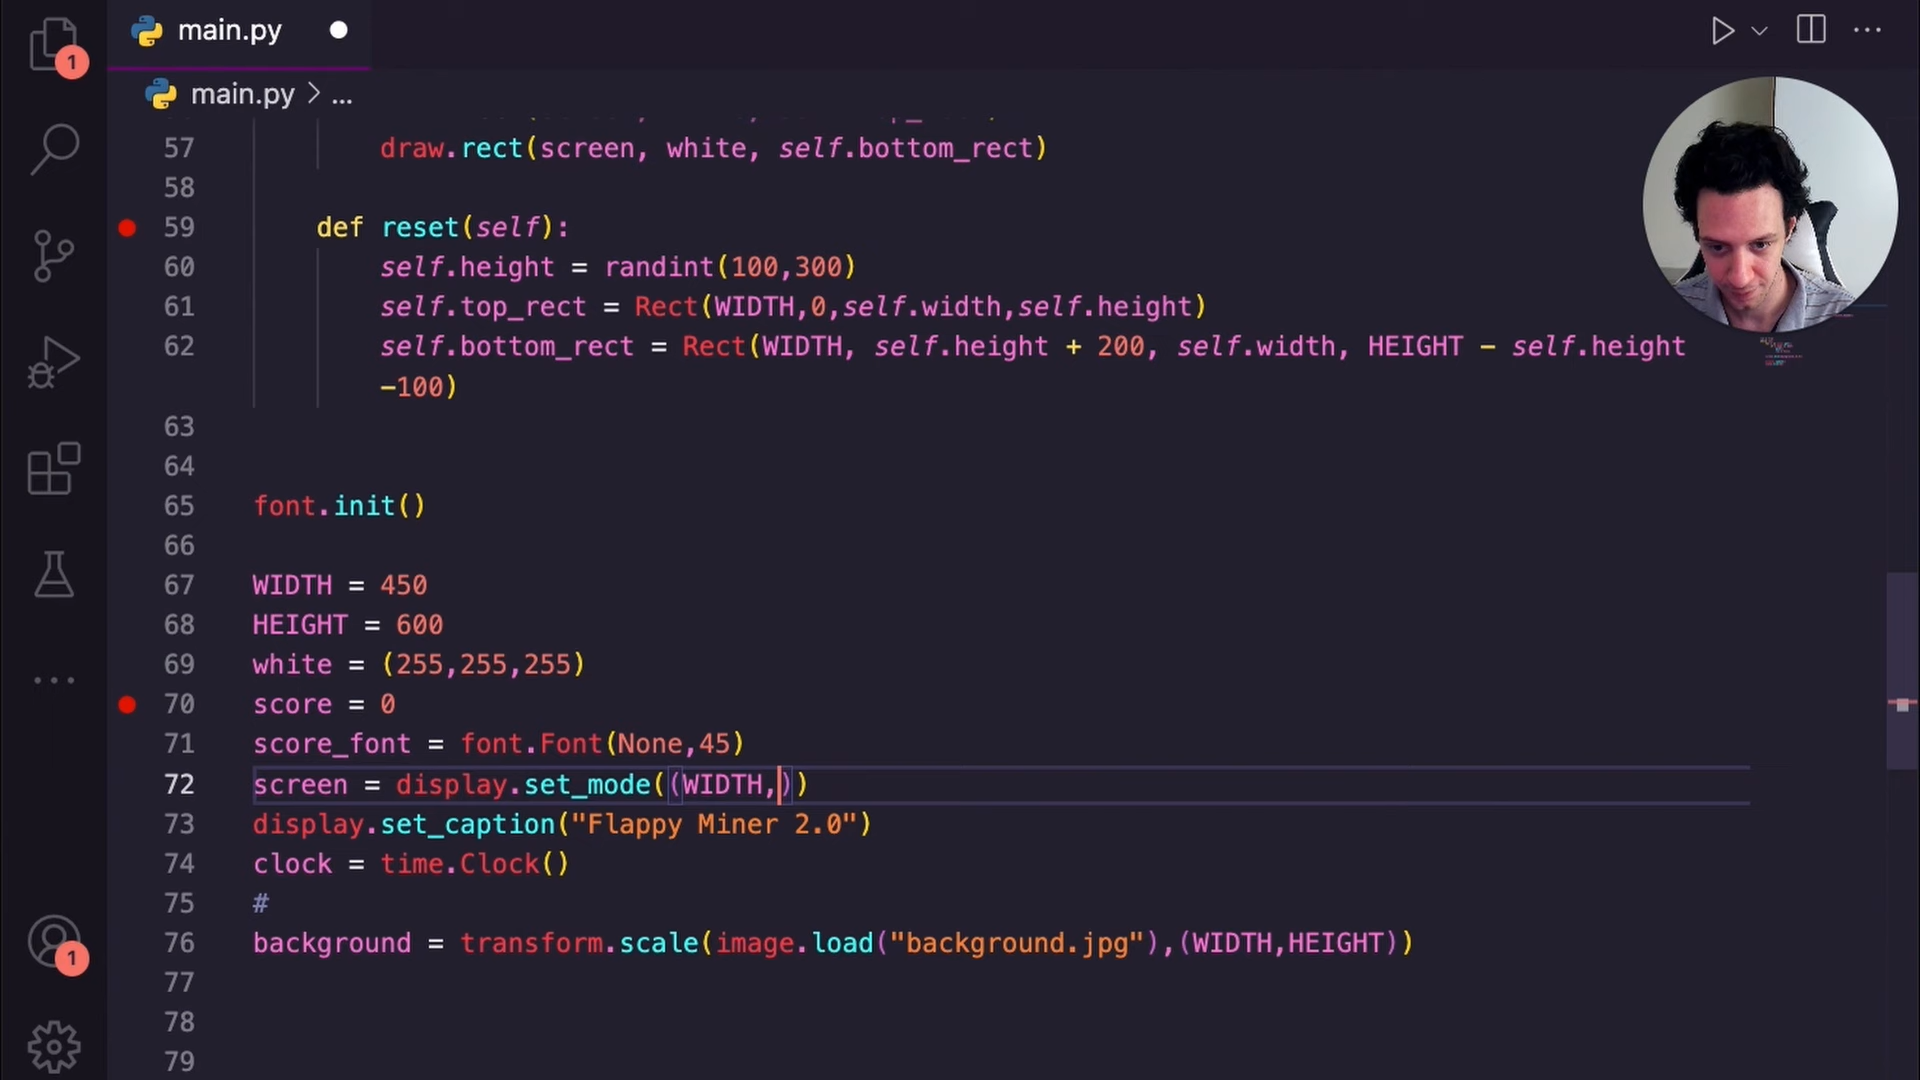 main.py
1
main.py > ...
57 draw.rect(screen, white, self.bottom_rect)
58
59 def reset(self):
60 self.height = randint(100,300)
61 self.top_rect = Rect(WIDTH,0,self.width,self.height)
62 self.bottom_rect = Rect(WIDTH, self.height + 200, self.width, HEIGHT - self.height
-100)
63
64
65 font.init()
66
67 WIDTH = 450
68 HEIGHT = 600
69 white = (255,255,255)
70 score = 0
71 score_font = font.Font(None,45)
72 screen = display.set_mode((WIDTH,))
73 display.set_caption("Flappy Miner 2.0")
74 clock = time.Clock()
75 #
76 background = transform.scale(image.load("background.jpg"),(WIDTH,HEIGHT))
1
77
78
79